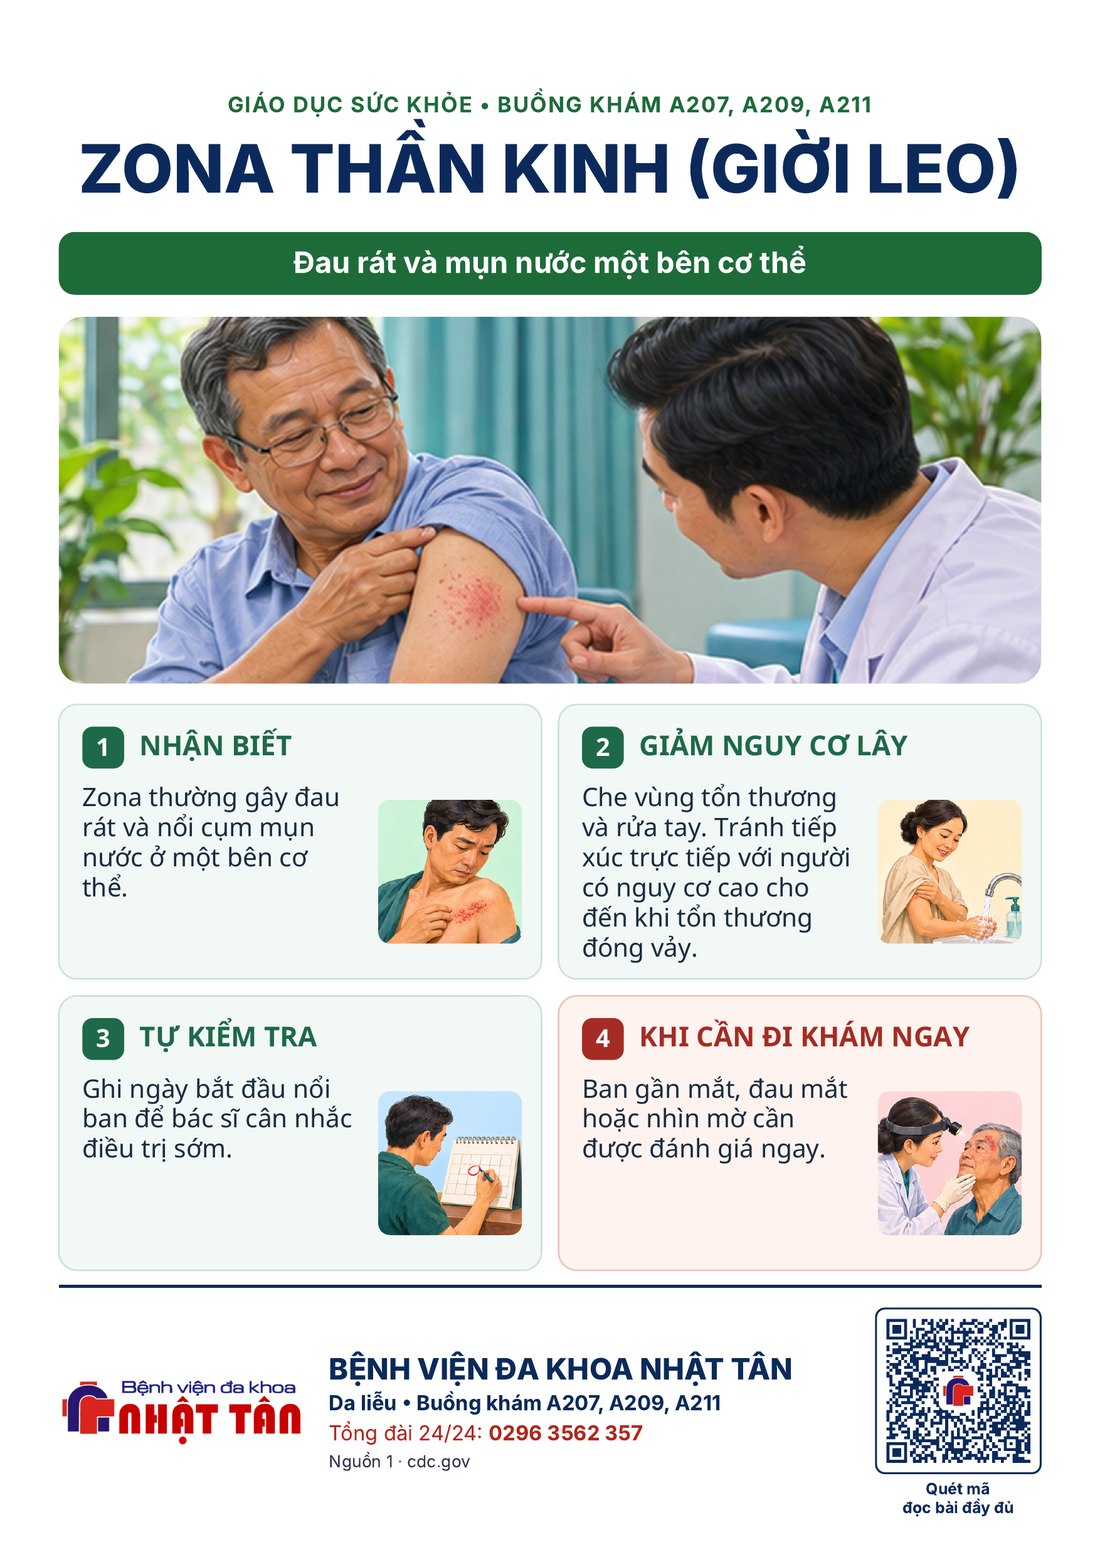 GIÁO DỤC SỨC KHỎE • BUỒNG KHÁM A207, A209, A211
ZONA THẦN KINH (GIỜI LEO)
Đau rát và mụn nước một bên cơ thể
1 NHẬN BIẾT
Zona thường gây đau
rát và nổi cụm mụn
nước ở một bên cơ
thể.
2 GIẢM NGUY CƠ LÂY
Che vùng tổn thương
và rửa tay. Tránh tiếp
xúc trực tiếp với người
có nguy cơ cao cho
đến khi tổn thương
đóng vảy.
3 TỰ KIỂM TRA
Ghi ngày bắt đầu nổi
ban để bác sĩ cân nhắc
điều trị sớm.
4 KHI CẦN ĐI KHÁM NGAY
Ban gần mắt, đau mắt
hoặc nhìn mờ cần
được đánh giá ngay.
Bệnh viện đa khoa
NHẬT TÂN
BỆNH VIỆN ĐA KHOA NHẬT TÂN
Da liễu • Buồng khám A207, A209, A211
Tổng đài 24/24: 0296 3562 357
Nguồn 1 · cdc.gov
Quét mã
đọc bài đầy đủ